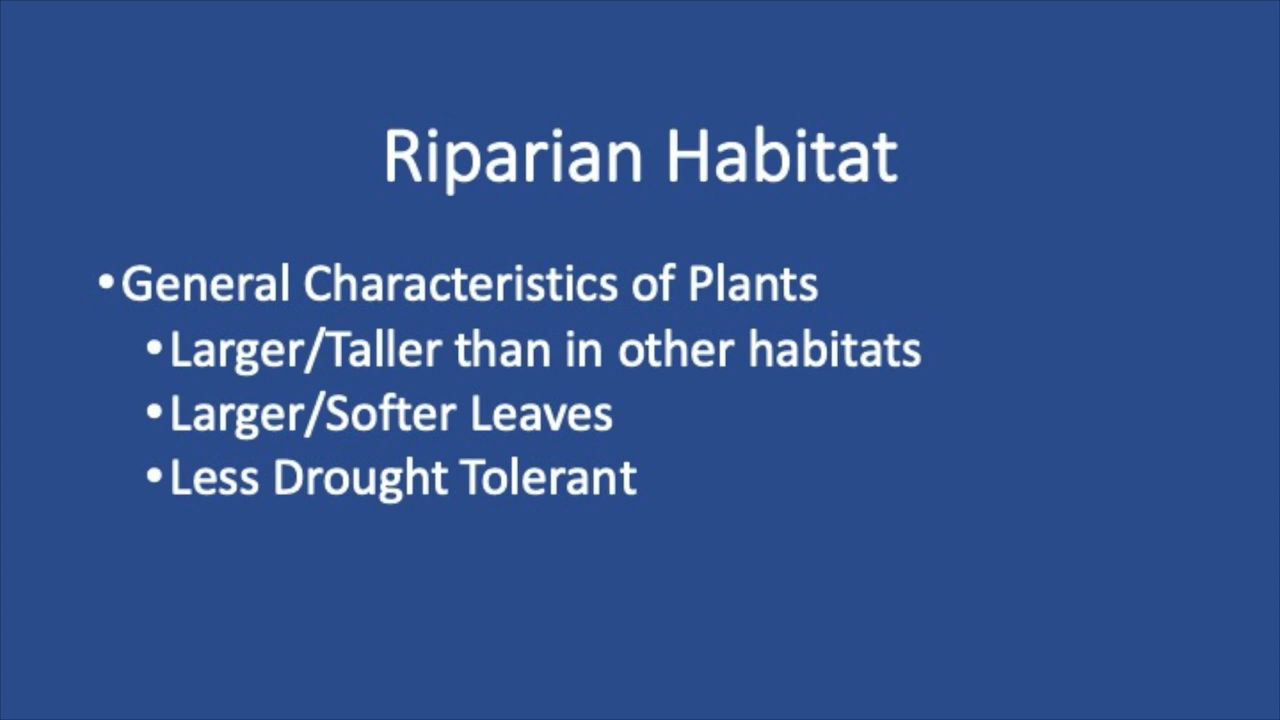 Riparian Habitat
•General Characteristics of Plants
•Larger/Taller than in other habitats
•Larger/Softer Leaves
•Less Drought Tolerant